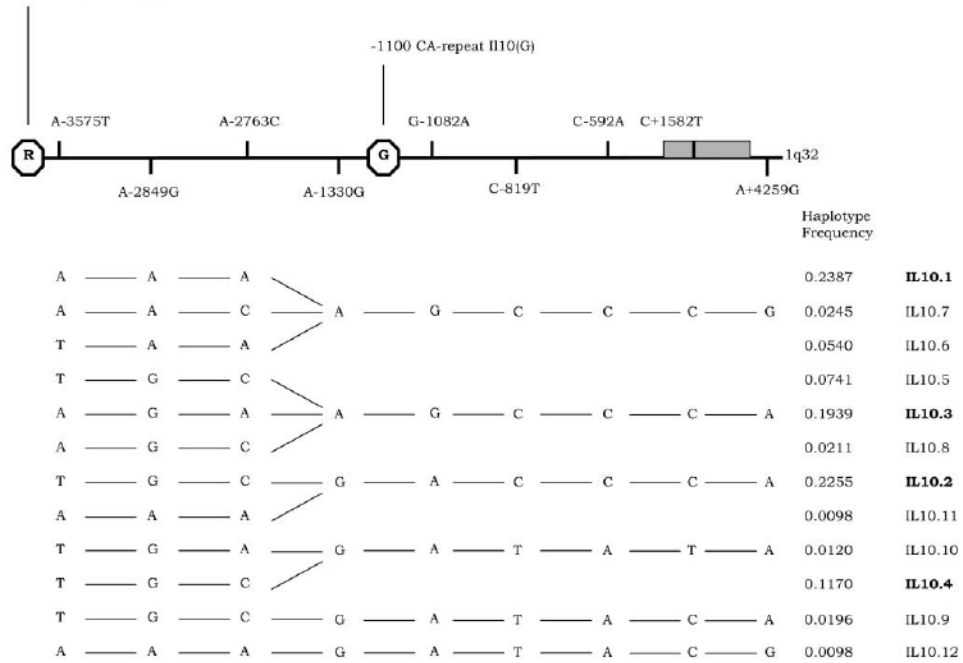 -1100 CA-repeat Il10(G)
A-3575T A-2763C G-1082A C-592A C+1582T
R G 1q32
A-2849G A-1330G C-819T A+4259G
Haplotype
Frequency
A A A 0.2387 IL10.1
A A C A G C C C G 0.0245 IL10.7
T A A 0.0540 IL10.6
T G C 0.0741 IL10.5
A G A A G C C C A 0.1939 IL10.3
A G C 0.0211 IL10.8
T G C G A C C C A 0.2255 IL10.2
A A A 0.0098 IL10.11
T G A G A T A T A 0.0120 IL10.10
T G C 0.1170 IL10.4
T G C G A T A C A 0.0196 IL10.9
A A A G A T A C G 0.0098 IL10.12